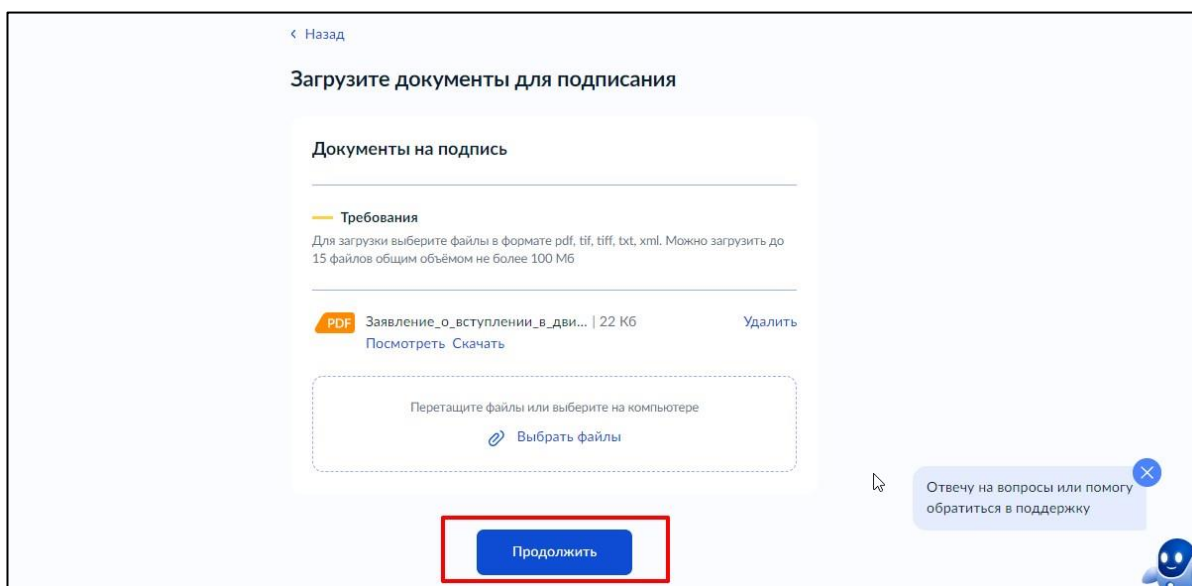 Назад
Загрузите документы для подписания
Документы на подпись
Требования
Для загрузки выберите файлы в формате pdf, tif, tiff, txt, xml. Можно загрузить до
15 файлов общим объёмом не более 100 Мб
PDF Заявление_о_вступлении_в_дви... | 22 Кб Удалить
Посмотреть Скачать
Перетащите файлы или выберите на компьютере
Выбрать файлы
Отвечу на вопросы или помогу
обратиться в поддержку
Продолжить